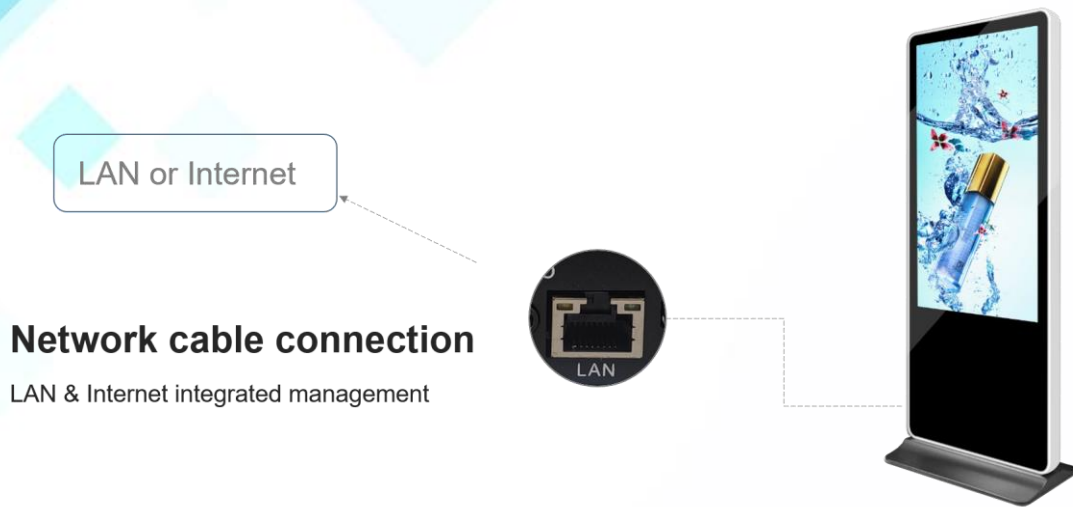 LAN or Internet
Network cable connection
LAN & Internet integrated management
LAN